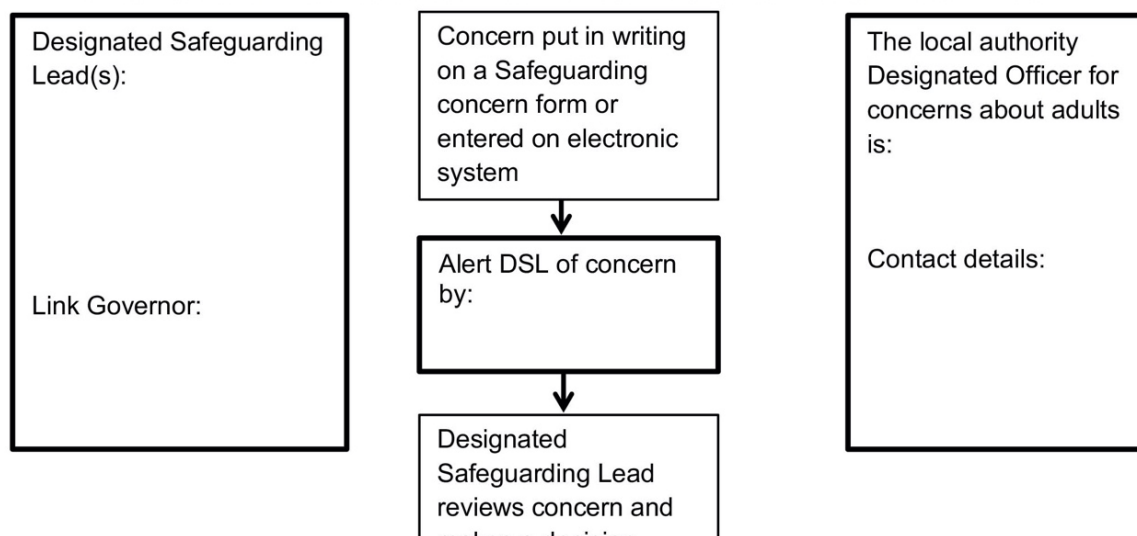 Designated Safeguarding
Lead(s):
Link Governor:
Concern put in writing
on a Safeguarding
concern form or
entered on electronic
system
Alert DSL of concern
by:
Designated
Safeguarding Lead
reviews concern and
The local authority
Designated Officer for
concerns about adults
is:
Contact details: